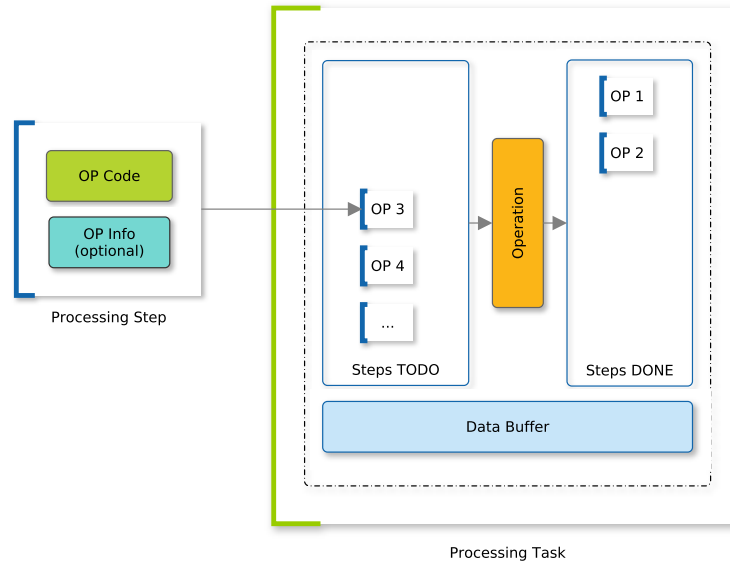 OP Code
OP Info
(optional)
Processing Step
OP 3
OP 4
...
Steps TODO
Operation
OP 1
OP 2
Steps DONE
Data Buffer
Processing Task